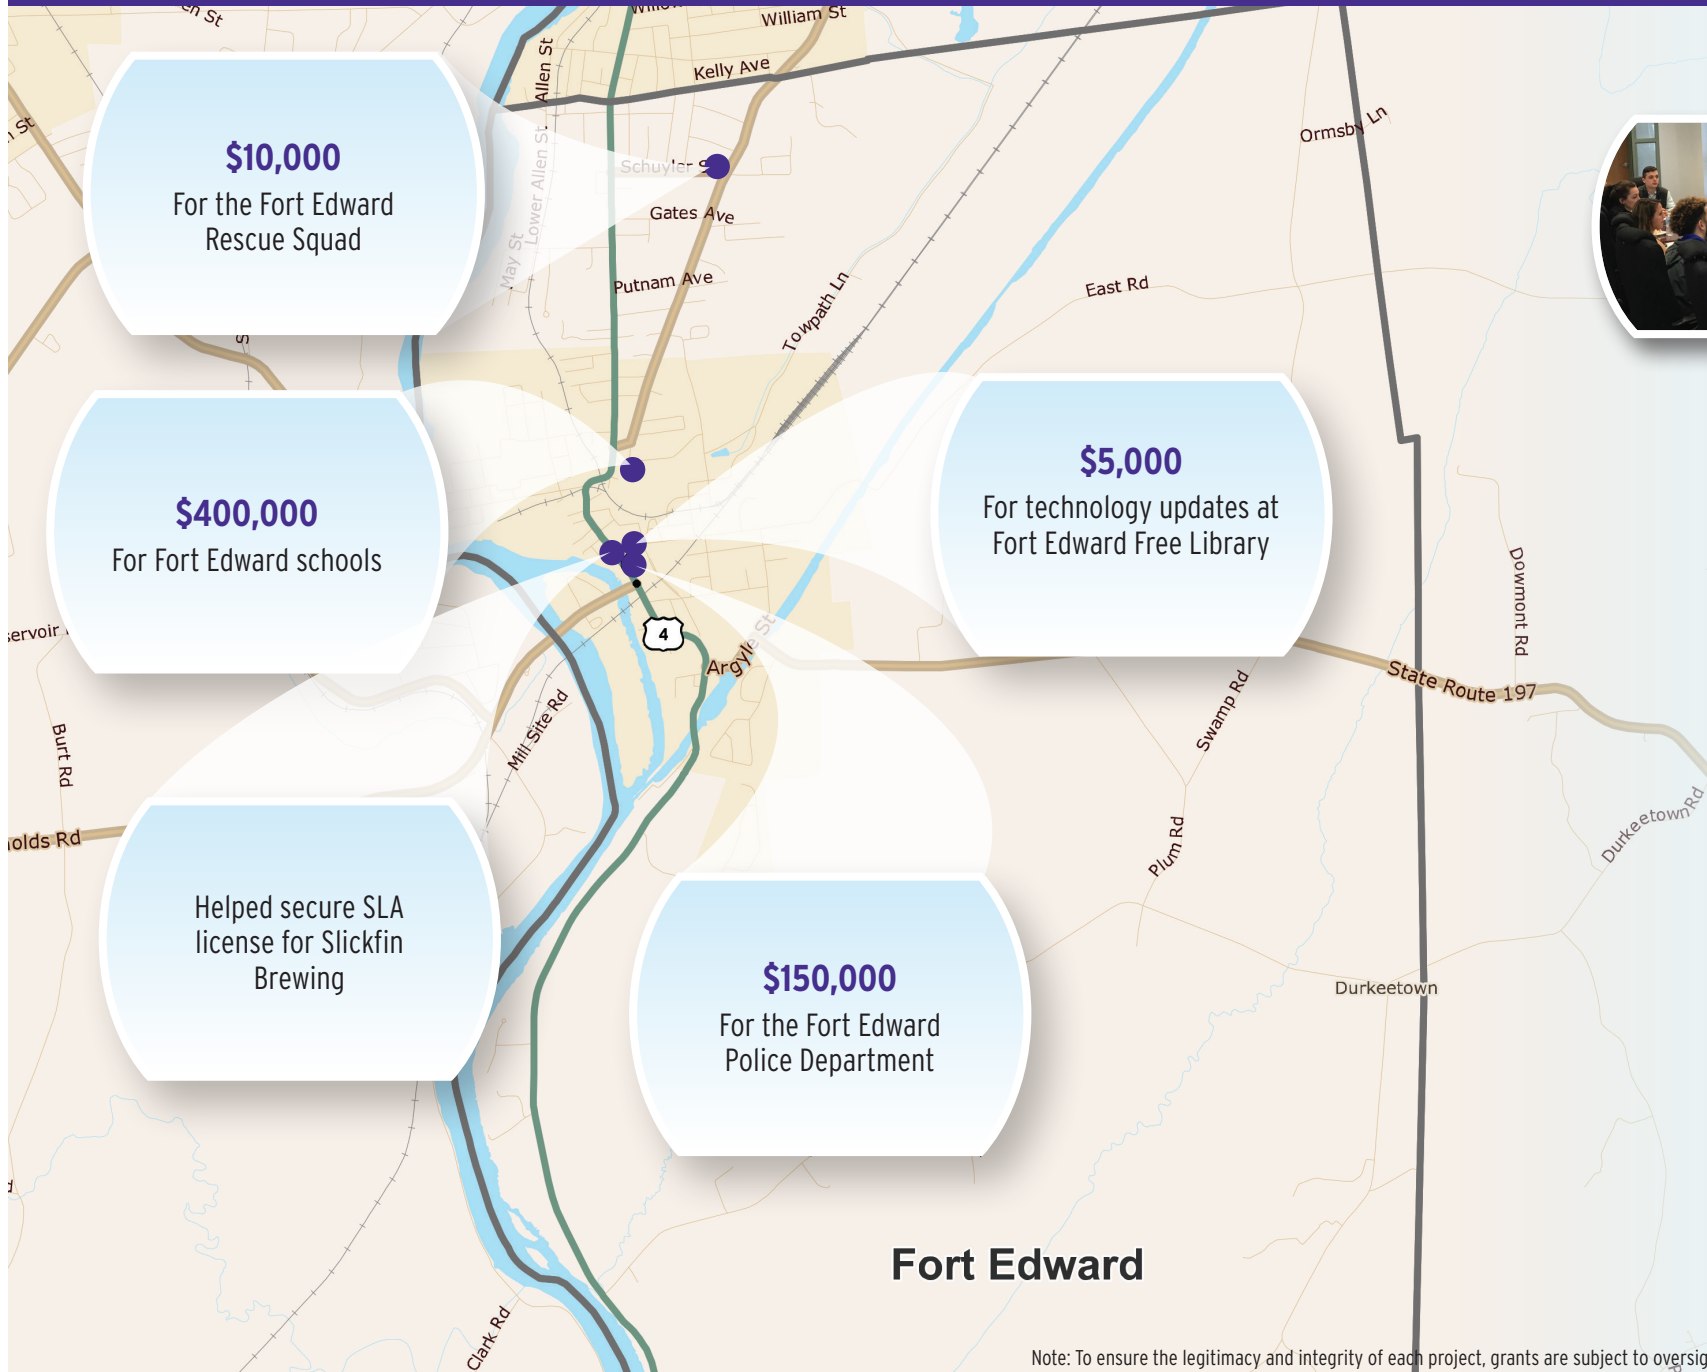 William St
Kelly Ave
Allen St
Lower Allen St
May St
Gates Ave
Putnam Ave
Towpath Ln
East Rd
Ormsby Ln
$10,000
For the Fort Edward
Rescue Squad
$400,000
For Fort Edward schools
$5,000
For technology updates at
Fort Edward Free Library
4
Argyle St
State Route 197
Dowmont Rd
Swamp Rd
Mill Site Rd
Burt Rd
Plum Rd
Durkeetown Rd
Helped secure SLA
license for Slickfin
Brewing
$150,000
For the Fort Edward
Police Department
Durkeetown
Fort Edward
Clark Rd
Note: To ensure the legitimacy and integrity of each project, grants are subject to